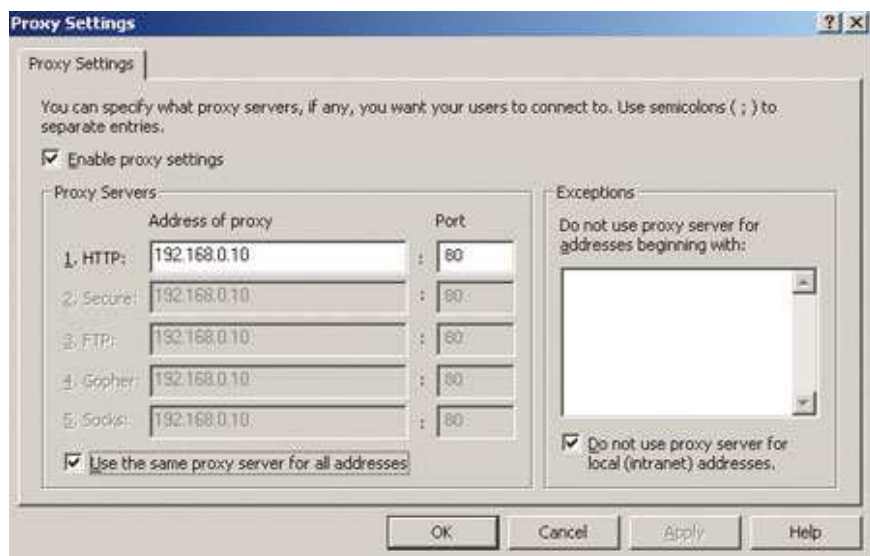 Proxy Settings
Proxy Settings
You can specify what proxy servers, if any, you want your users to connect to. Use semicolons ( ; ) to
separate entries.
Enable proxy settings
Proxy Servers
Address of proxy Port
1. HTTP: 192.168.0.10 : 80
2. Secure: 192.168.0.10 : 80
3. FTP: 192.168.0.10 : 80
4. Gopher: 192.168.0.10 : 80
5. Socks: 192.168.0.10 : 80
Use the same proxy server for all addresses
Exceptions
Do not use proxy server for
addresses beginning with:
Do not use proxy server for
local (intranet) addresses.
OK Cancel Apply Help